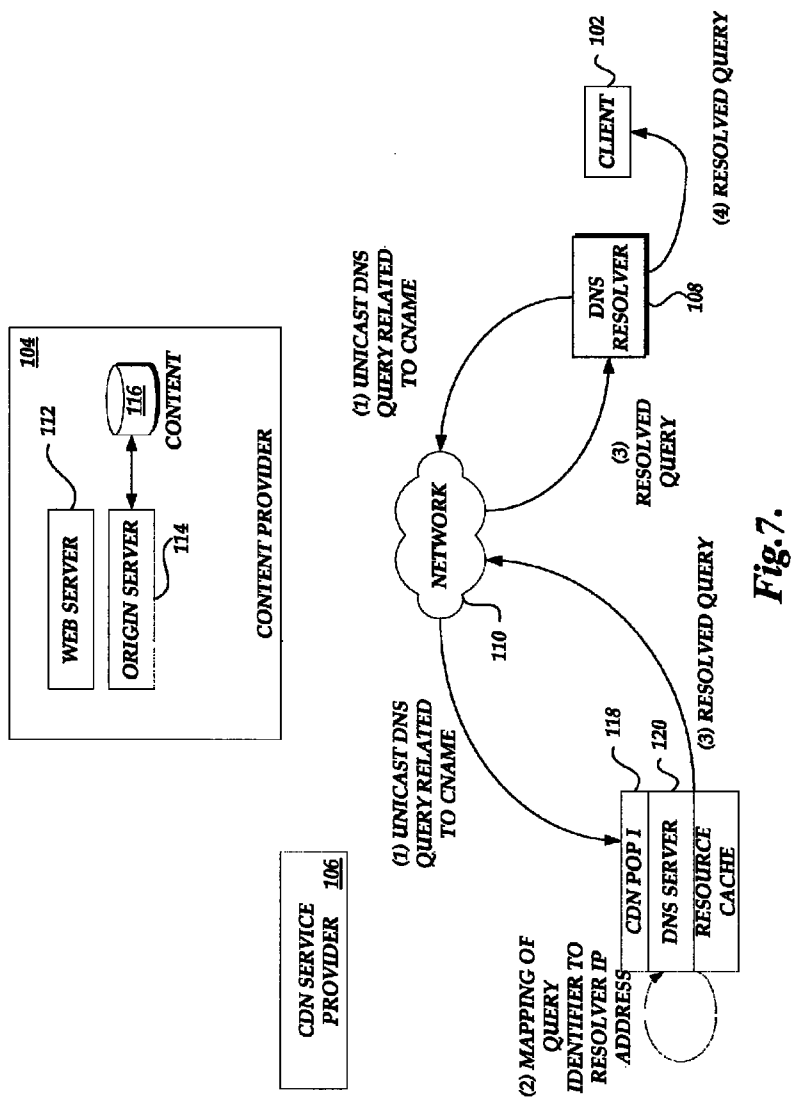 104
WEB SERVER
112
ORIGIN SERVER
114
116
CONTENT
CONTENT PROVIDER
CDN SERVICE
PROVIDER
106
(1) UNICAST DNS
QUERY RELATED
TO CNAME
(1) UNICAST DNS
QUERY RELATED
TO CNAME
NETWORK
110
DNS
RESOLVER
108
CLIENT
102
(3)
RESOLVED
QUERY
(4) RESOLVED QUERY
(2) MAPPING OF
QUERY
IDENTIFIER TO
RESOLVER IP
ADDRESS
CDN POP I
118
DNS SERVER
120
RESOURCE
CACHE
(3) RESOLVED QUERY
Fig.7.